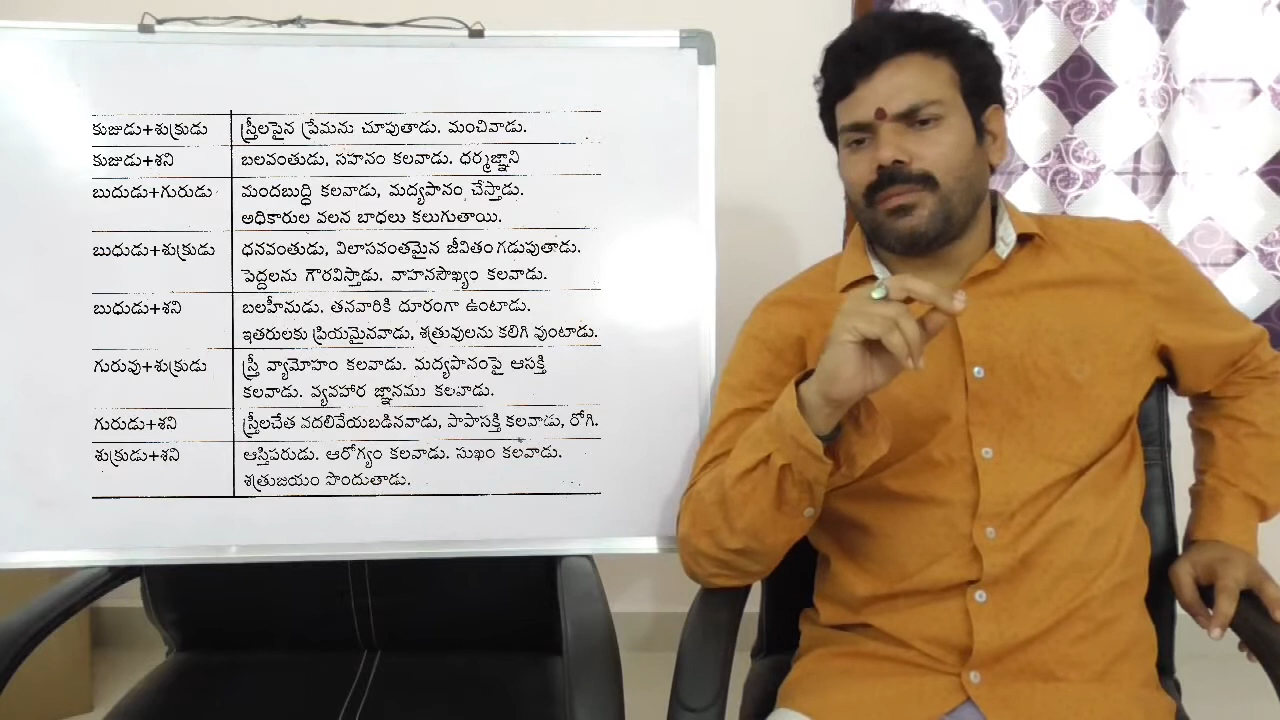 కుజుడు+శుక్రుడు స్త్రీలపైన ప్రేమను చూపుతాడు. మంచివాడు.
కుజుడు+శని బలవంతుడు, సహనం కలవాడు. ధర్మజ్ఞాని
బుదుడు+గురుడు మందబుద్ధి కలవాడు, మద్యపానం చేస్తాడు.
అధికారుల వలన బాధలు కలుగుతాయి.
బుధుడు+శుక్రుడు ధనవంతుడు, విలాసవంతమైన జీవితం గడుపుతాడు.
పెద్దలను గౌరవిస్తాడు. వాహనసౌఖ్యం కలవాడు.
బుధుడు+శని బలహీనుడు. తనవారికి దూరంగా ఉంటాడు.
ఇతరులకు ప్రియమైనవాడు, శత్రువులను కలిగి వుంటాడు.
గురువు+శుక్రుడు స్త్రీ వ్యామోహం కలవాడు. మద్యపానంపై ఆసక్తి
కలవాడు. వ్యవహార జ్ఞానము కలవాడు.
గురుడు+శని స్త్రీలచేత వదలివేయబడినవాడు, పాపాసక్తి కలవాడు, రోగి.
శుక్రుడు+శని ఆస్తిపరుడు. ఆరోగ్యం కలవాడు. సుఖం కలవాడు.
శత్రుజయం పొందుతాడు.